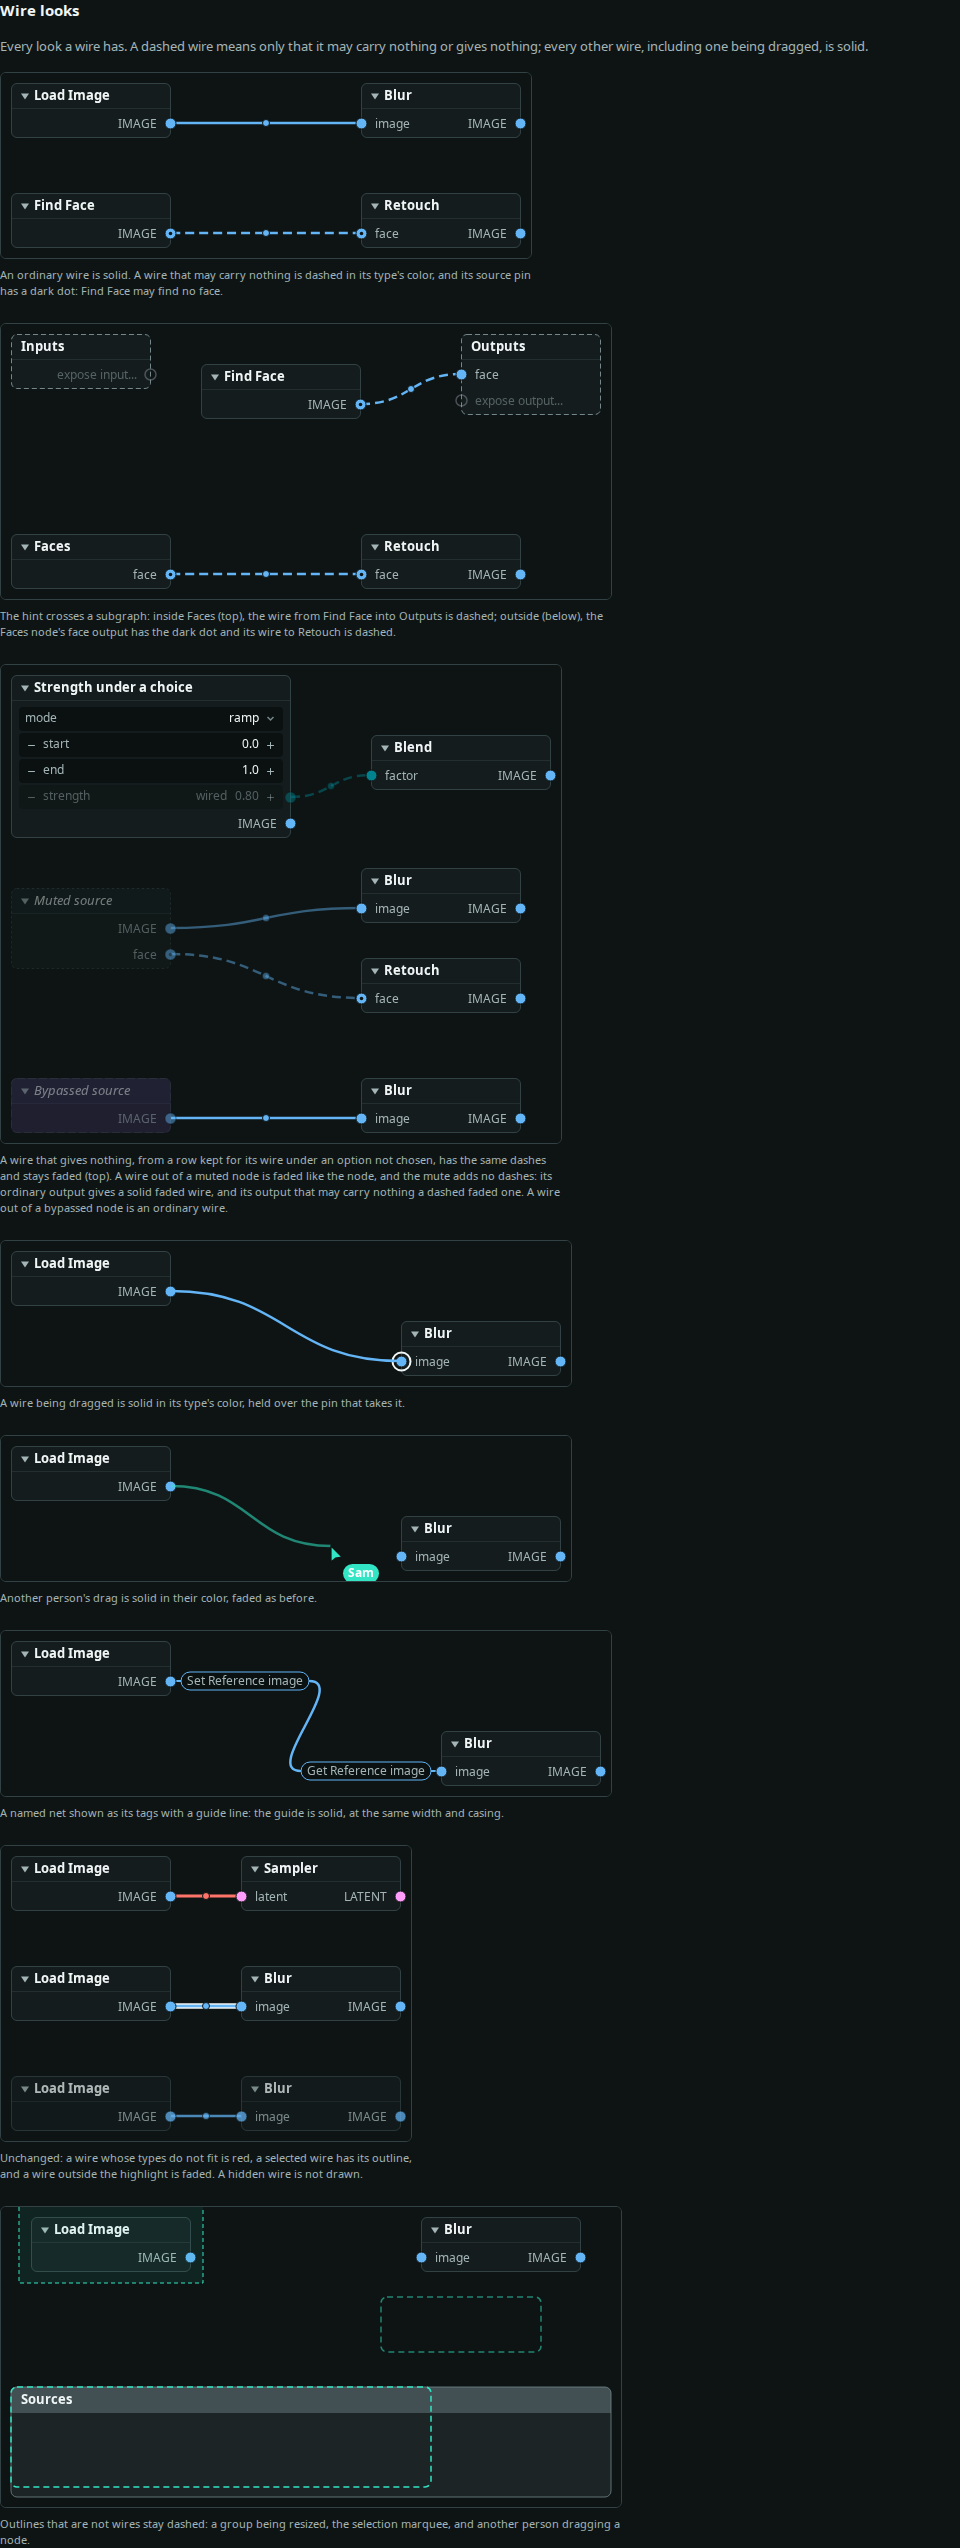 Wire looks
Every look a wire has. A dashed wire means only that it may carry nothing or gives nothing; every other wire, including one being dragged, is solid.
Load Image
Blur
IMAGE
image IMAGE
Find Face
Retouch
IMAGE
face IMAGE
An ordinary wire is solid. A wire that may carry nothing is dashed in its type's color, and its source pin
has a dark dot: Find Face may find no face.
Inputs
Outputs
expose input...
Find Face
face
IMAGE
expose output...
Faces
Retouch
face
face IMAGE
The hint crosses a subgraph: inside Faces (top), the wire from Find Face into Outputs is dashed; outside (below), the
Faces node's face output has the dark dot and its wire to Retouch is dashed.
Strength under a choice
mode ramp
– start 0.0 +
Blend
– end 1.0 +
factor IMAGE
– strength wired 0.80 +
IMAGE
Blur
Muted source
image IMAGE
IMAGE
face
Retouch
face IMAGE
Bypassed source
Blur
IMAGE
image IMAGE
A wire that gives nothing, from a row kept for its wire under an option not chosen, has the same dashes
and stays faded (top). A wire out of a muted node is faded like the node, and the mute adds no dashes: its
ordinary output gives a solid faded wire, and its output that may carry nothing a dashed faded one. A wire
out of a bypassed node is an ordinary wire.
Load Image
IMAGE
Blur
image IMAGE
A wire being dragged is solid in its type's color, held over the pin that takes it.
Load Image
IMAGE
Blur
image IMAGE
Sam
Another person's drag is solid in their color, faded as before.
Load Image
IMAGE
Set Reference image
Blur
Get Reference image
image IMAGE
A named net shown as its tags with a guide line: the guide is solid, at the same width and casing.
Load Image
Sampler
IMAGE
latent LATENT
Load Image
Blur
IMAGE
image IMAGE
Load Image
Blur
IMAGE
image IMAGE
Unchanged: a wire whose types do not fit is red, a selected wire has its outline,
and a wire outside the highlight is faded. A hidden wire is not drawn.
Load Image
Blur
IMAGE
image IMAGE
Sources
Outlines that are not wires stay dashed: a group being resized, the selection marquee, and another person dragging a
node.